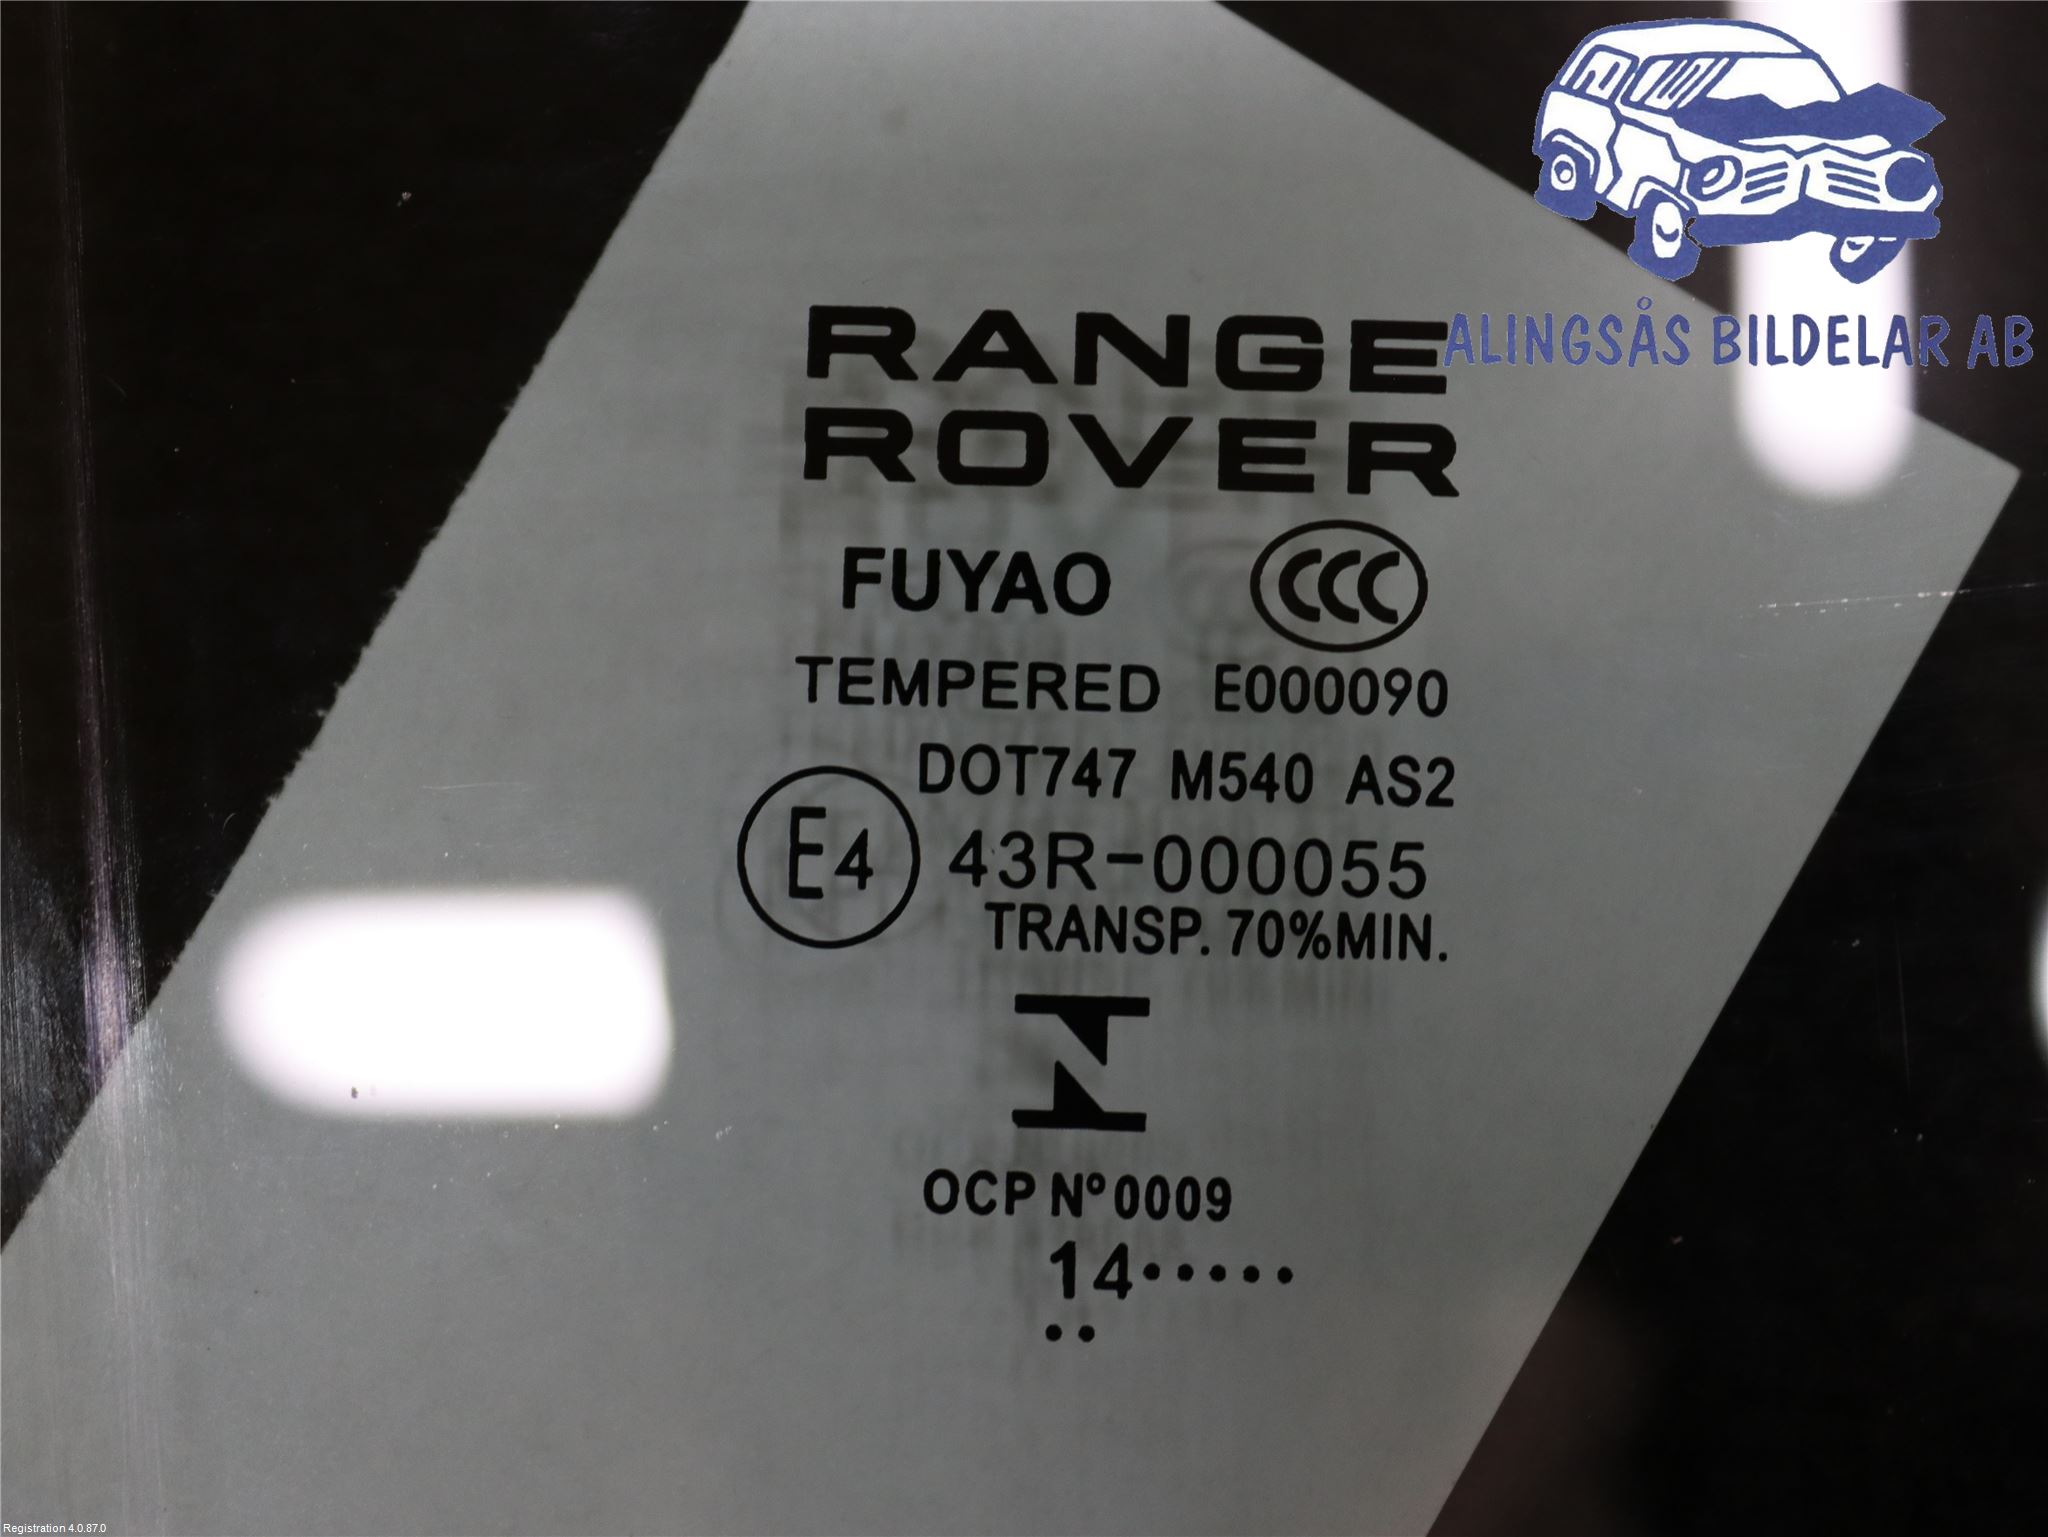 ALINGSÅS BILDELAR AB
RANGE
ROVER
FUYAO CCC
TEMPERED E000090
DOT747 M540 AS2
E4 43R-000055
TRANSP. 70%MIN.
N
OCP Nº 0009
14·····
··
Registration 4.0.87.0